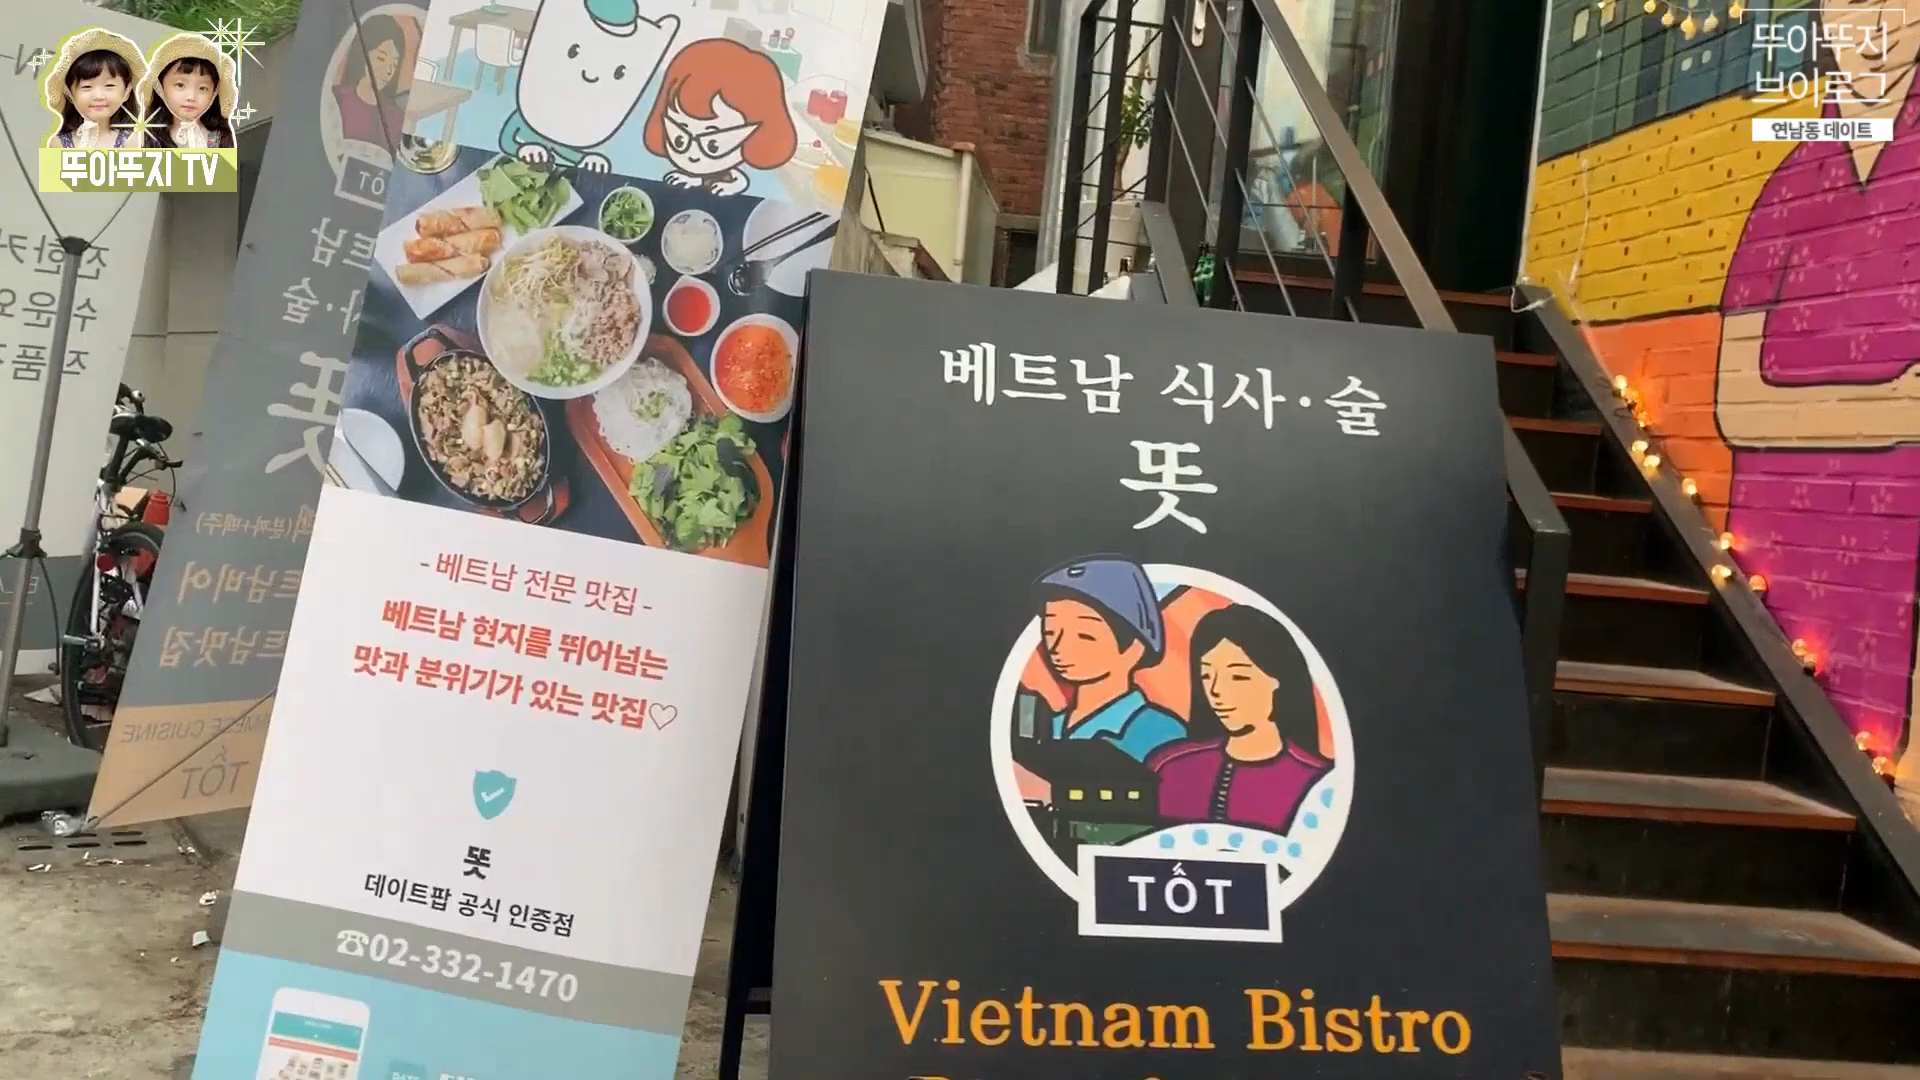 뚜아뚜지 TV
뚜아뚜지
브이로그
연남동 데이트
- 베트남 전문 맛집 -
베트남 현지를 뛰어넘는
맛과 분위기가 있는 맛집♡
똣
데이트팝 공식 인증점
☎02-332-1470
베트남 식사·술
똣
TỐT
Vietnam Bistro
TỐT